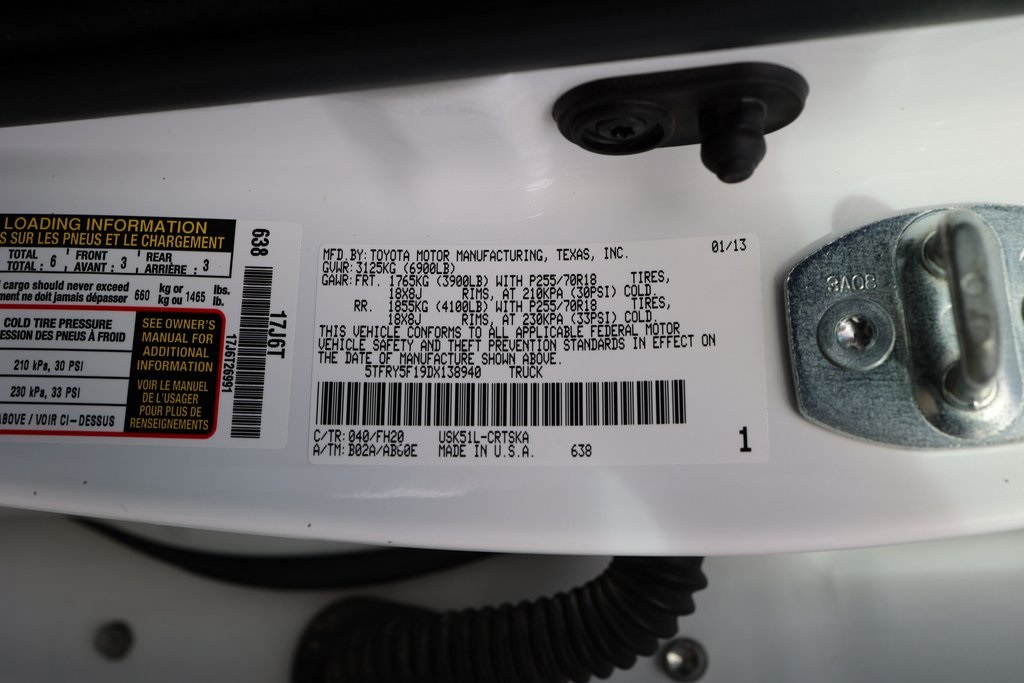 LOADING INFORMATION
S SUR LES PNEUS ET LE CHARGEMENT
TOTAL FRONT REAR
TOTAL : 6 AVANT : 3 ARRIÈRE : 3
cargo should never exceed
ment ne doit jamais dépasser 660 kg or kg ou 1465 lbs. lb.
COLD TIRE PRESSURE
ESSION DES PNEUS À FROID
210 kPa, 30 PSI
230 kPa, 33 PSI
ABOVE / VOIR CI-DESSUS
SEE OWNER'S
MANUAL FOR
ADDITIONAL
INFORMATION
VOIR LE MANUEL
DE L'USAGER
POUR PLUS DE
RENSEIGNEMENTS
638
17J6T
17J6T26991
MFD.BY: TOYOTA MOTOR MANUFACTURING, TEXAS, INC. 01/13
GVWR: 3125KG (6900LB)
GAWR: FRT. 1765KG (3900LB) WITH P255/70R18 TIRES,
18X8J RIMS, AT 210KPA (30PSI) COLD.
RR. 1855KG (4100LB) WITH P255/70R18 TIRES,
18X8J RIMS, AT 230KPA (33PSI) COLD.
THIS VEHICLE CONFORMS TO ALL APPLICABLE FEDERAL MOTOR
VEHICLE SAFETY AND THEFT PREVENTION STANDARDS IN EFFECT ON
THE DATE OF MANUFACTURE SHOWN ABOVE.
5TFRY5F19DX138940 TRUCK
C/TR: 040/FH20 USK51L-CRTSKA
A/TM: B02A/AB60E MADE IN U.S.A. 638
1